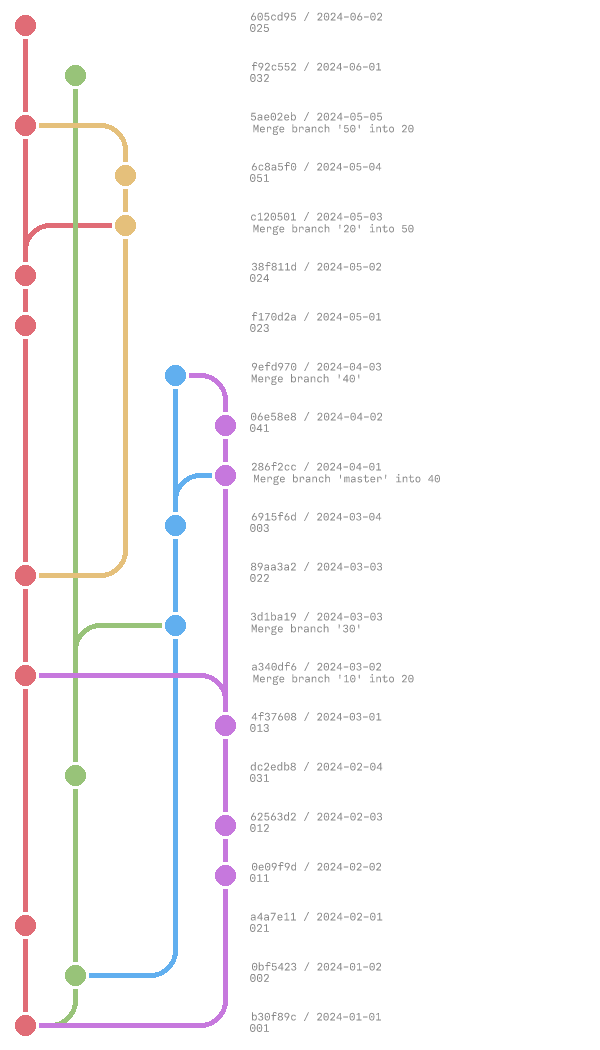 605cd95 / 2024-06-02
025
f92c552 / 2024-06-01
032
5ae02eb / 2024-05-05
Merge branch '50' into 20
6c8a5f0 / 2024-05-04
051
c120501 / 2024-05-03
Merge branch '20' into 50
38f811d / 2024-05-02
024
f170d2a / 2024-05-01
023
9efd970 / 2024-04-03
Merge branch '40'
06e58e8 / 2024-04-02
041
286f2cc / 2024-04-01
Merge branch 'master' into 40
6915f6d / 2024-03-04
003
89aa3a2 / 2024-03-03
022
3d1ba19 / 2024-03-03
Merge branch '30'
a340df6 / 2024-03-02
Merge branch '10' into 20
4f37608 / 2024-03-01
013
dc2edb8 / 2024-02-04
031
62563d2 / 2024-02-03
012
0e09f9d / 2024-02-02
011
a4a7e11 / 2024-02-01
021
0bf5423 / 2024-01-02
002
b30f89c / 2024-01-01
001